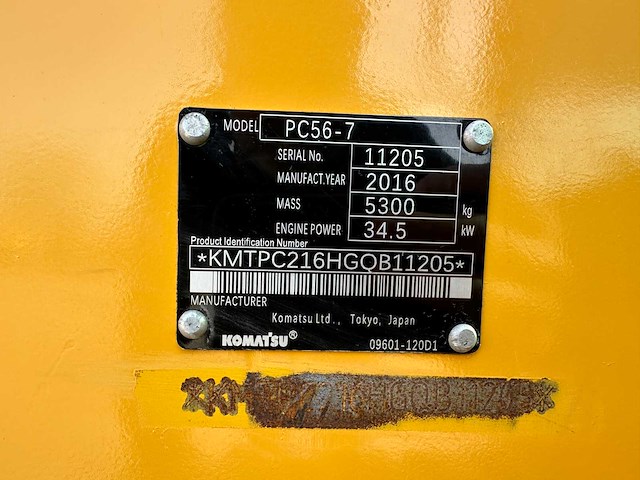 MODEL PC56-7
SERIAL No. 11205
MANUFACT.YEAR 2016
MASS 5300 kg
ENGINE POWER 34.5 kW
Product Identification Number
*KMTPC216HGQB11205*
MANUFACTURER
Komatsu Ltd., Tokyo, Japan
KOMATSU®
09601-120D1